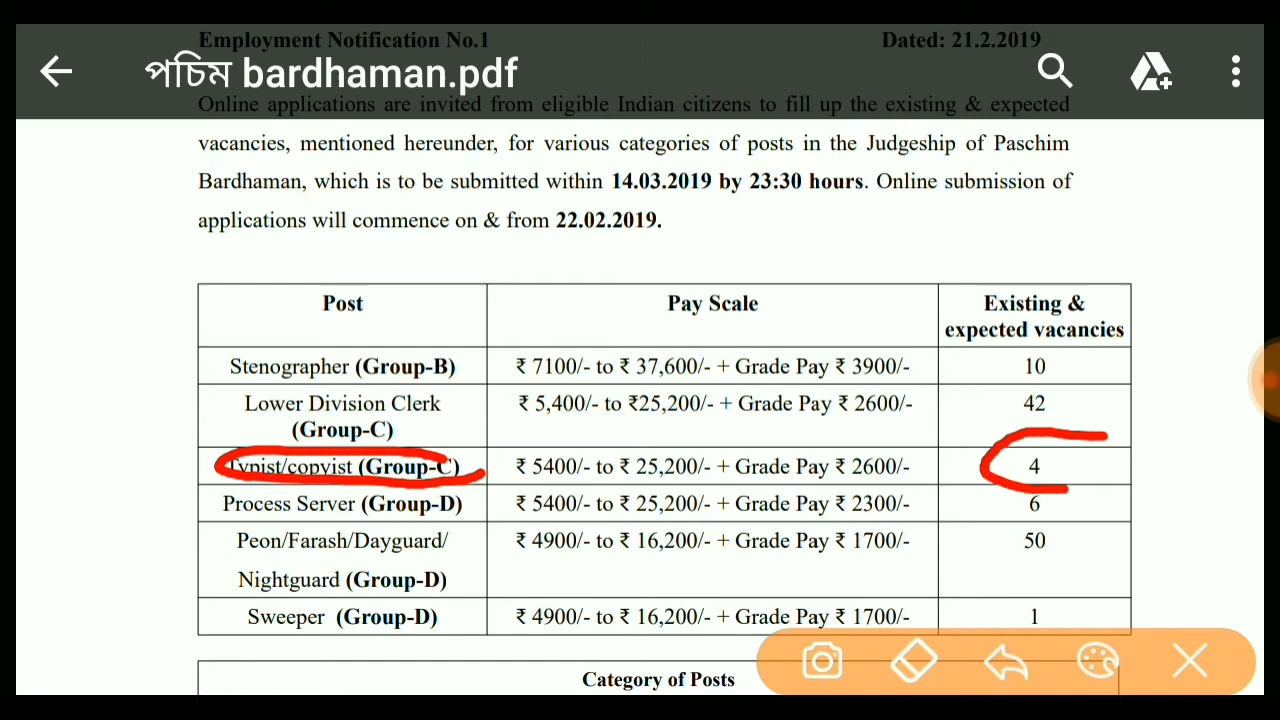 Employment Notification No.1 Dated: 21.2.2019
পচিম bardhaman.pdf
Online applications are invited from eligible Indian citizens to fill up the existing & expected
vacancies, mentioned hereunder, for various categories of posts in the Judgeship of Paschim
Bardhaman, which is to be submitted within 14.03.2019 by 23:30 hours. Online submission of
applications will commence on & from 22.02.2019.
Post Pay Scale Existing &
expected vacancies
Stenographer (Group-B) ₹ 7100/- to ₹ 37,600/- + Grade Pay ₹ 3900/- 10
Lower Division Clerk ₹ 5,400/- to ₹25,200/- + Grade Pay ₹ 2600/- 42
(Group-C)
Typist/copyist (Group-C) ₹ 5400/- to ₹ 25,200/- + Grade Pay ₹ 2600/- 4
Process Server (Group-D) ₹ 5400/- to ₹ 25,200/- + Grade Pay ₹ 2300/- 6
Peon/Farash/Dayguard/ ₹ 4900/- to ₹ 16,200/- + Grade Pay ₹ 1700/- 50
Nightguard (Group-D)
Sweeper (Group-D) ₹ 4900/- to ₹ 16,200/- + Grade Pay ₹ 1700/- 1
Category of Posts